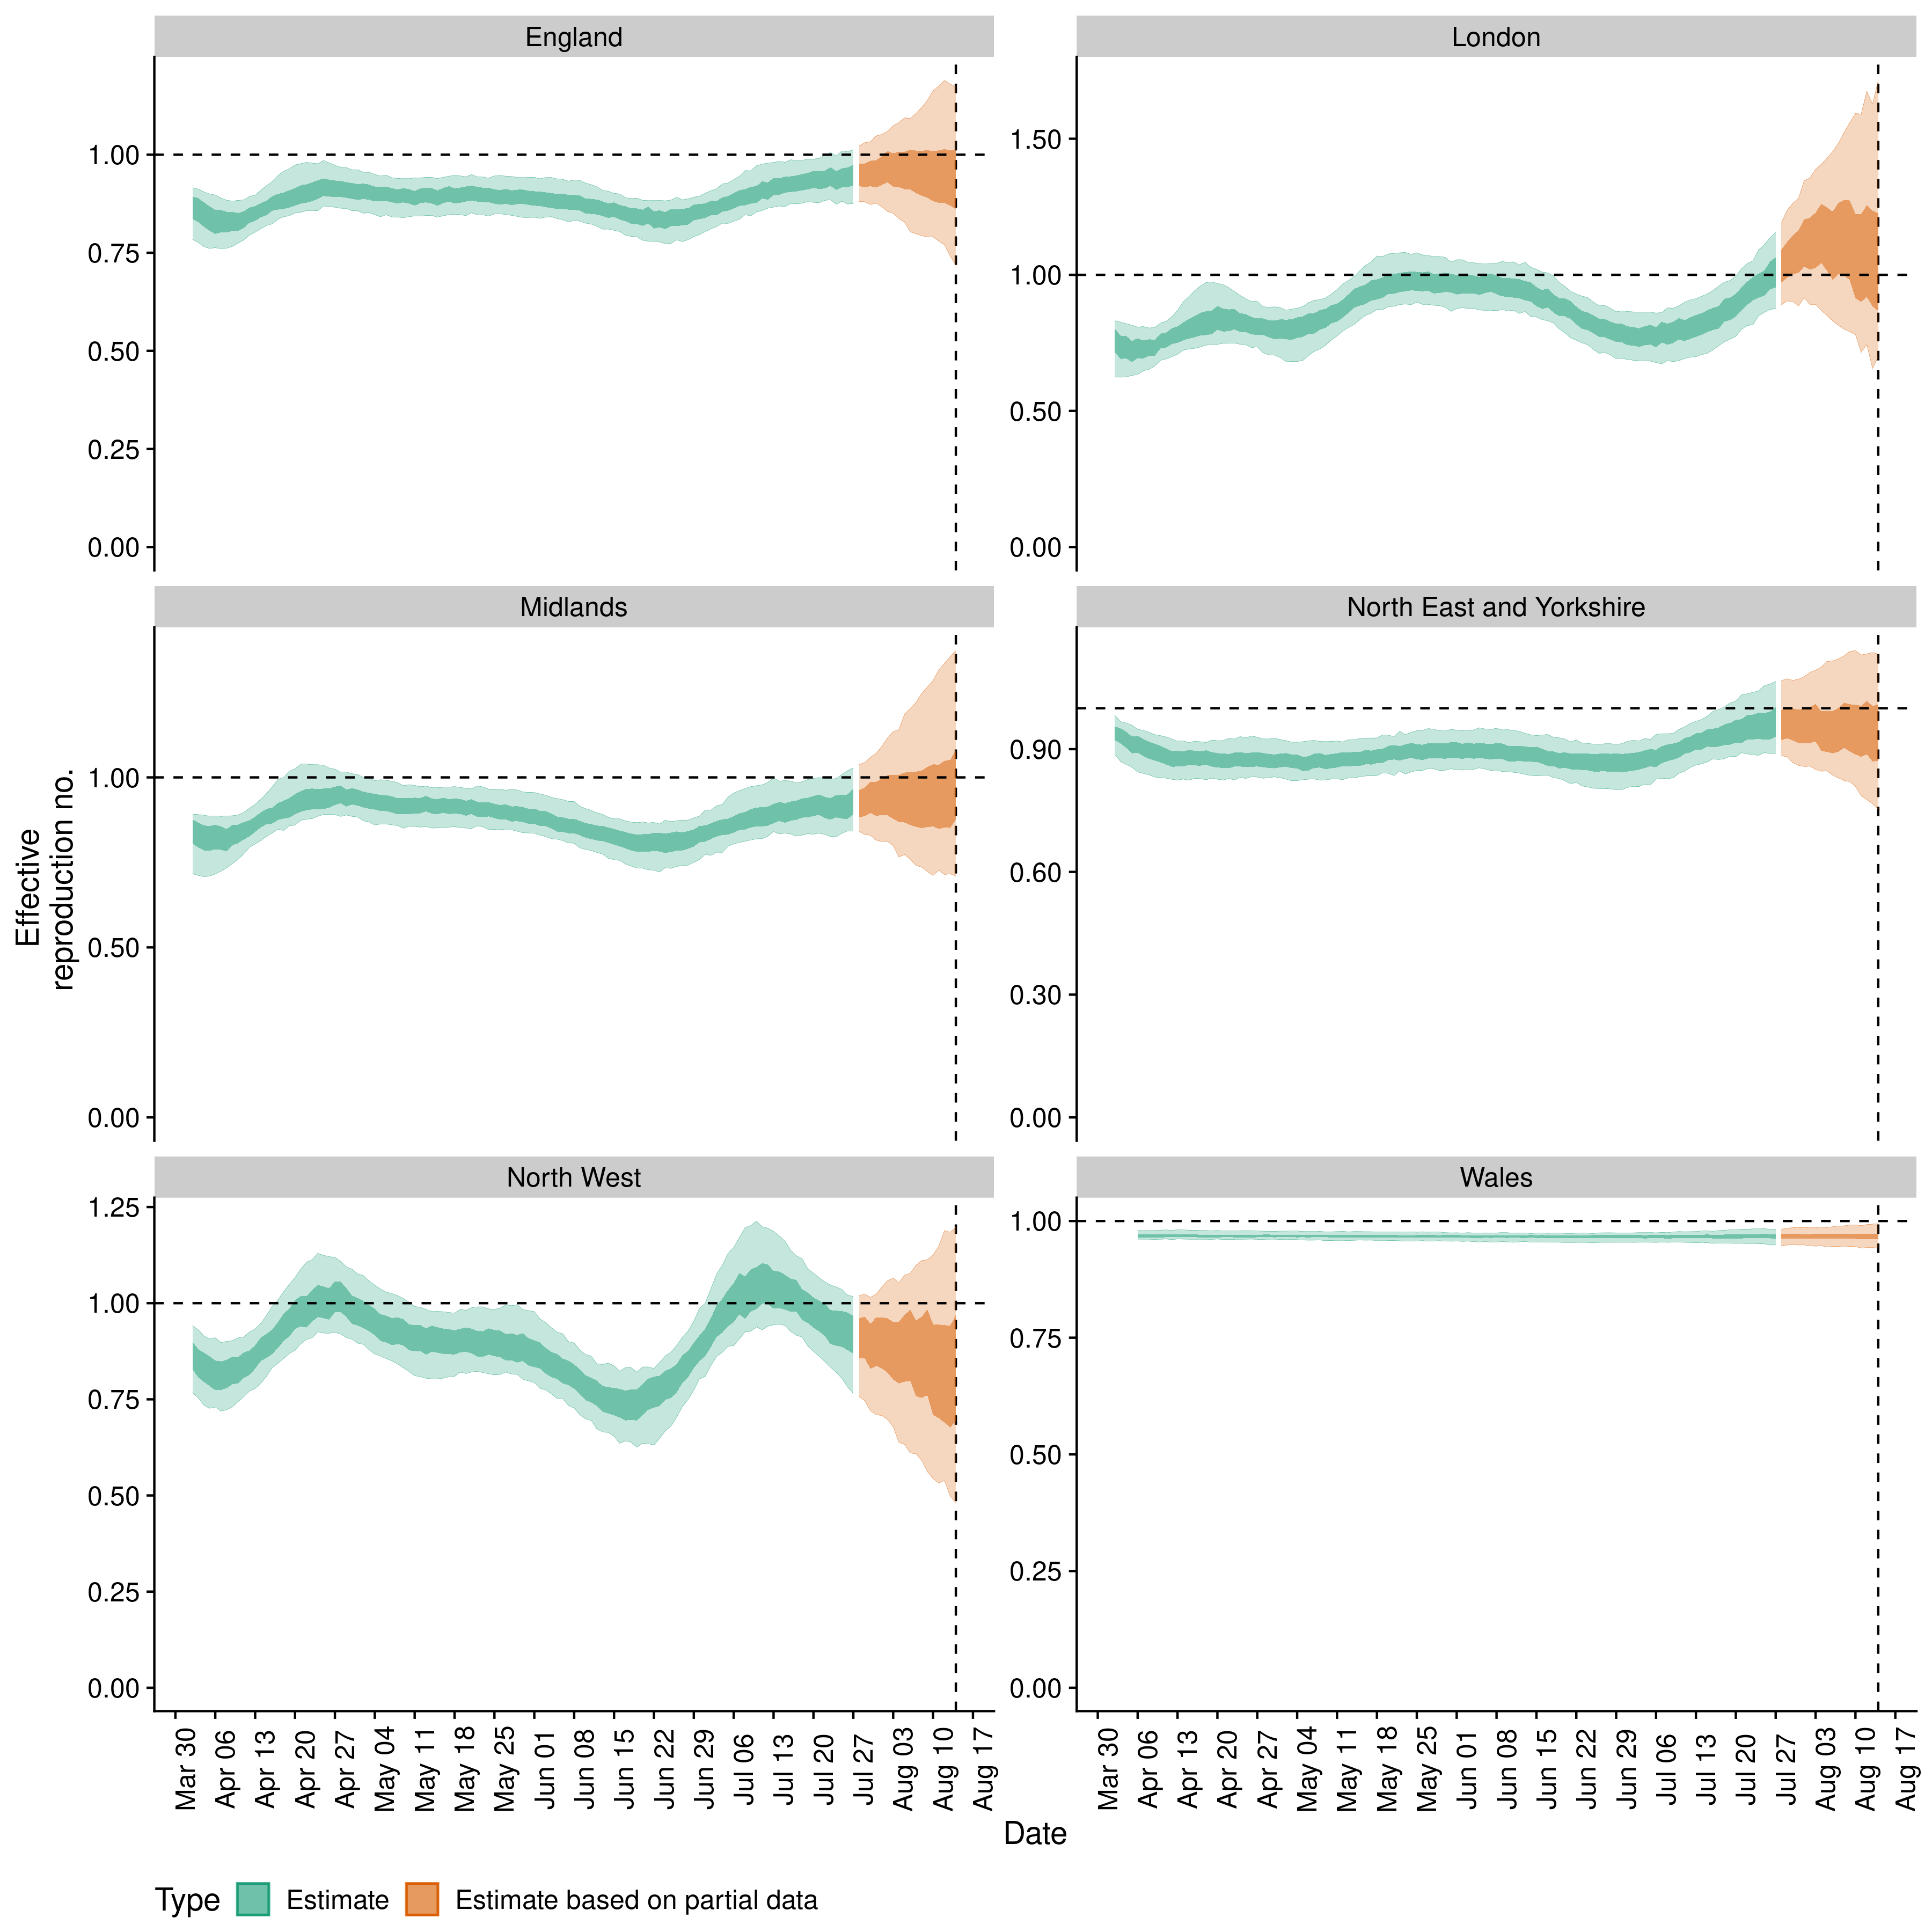 England
London
1.00
0.75
0.50
0.25
0.00
1.50
1.00
0.50
0.00
Midlands
North East and Yorkshire
1.00
0.50
0.00
0.90
0.60
0.30
0.00
Effective
reproduction no.
North West
Wales
1.25
1.00
0.75
0.50
0.25
0.00
1.00
0.75
0.50
0.25
0.00
Mar 30
Apr 06
Apr 13
Apr 20
Apr 27
May 04
May 11
May 18
May 25
Jun 01
Jun 08
Jun 15
Jun 22
Jun 29
Jul 06
Jul 13
Jul 20
Jul 27
Aug 03
Aug 10
Aug 17
Mar 30
Apr 06
Apr 13
Apr 20
Apr 27
May 04
May 11
May 18
May 25
Jun 01
Jun 08
Jun 15
Jun 22
Jun 29
Jul 06
Jul 13
Jul 20
Jul 27
Aug 03
Aug 10
Aug 17
Date
Type Estimate Estimate based on partial data